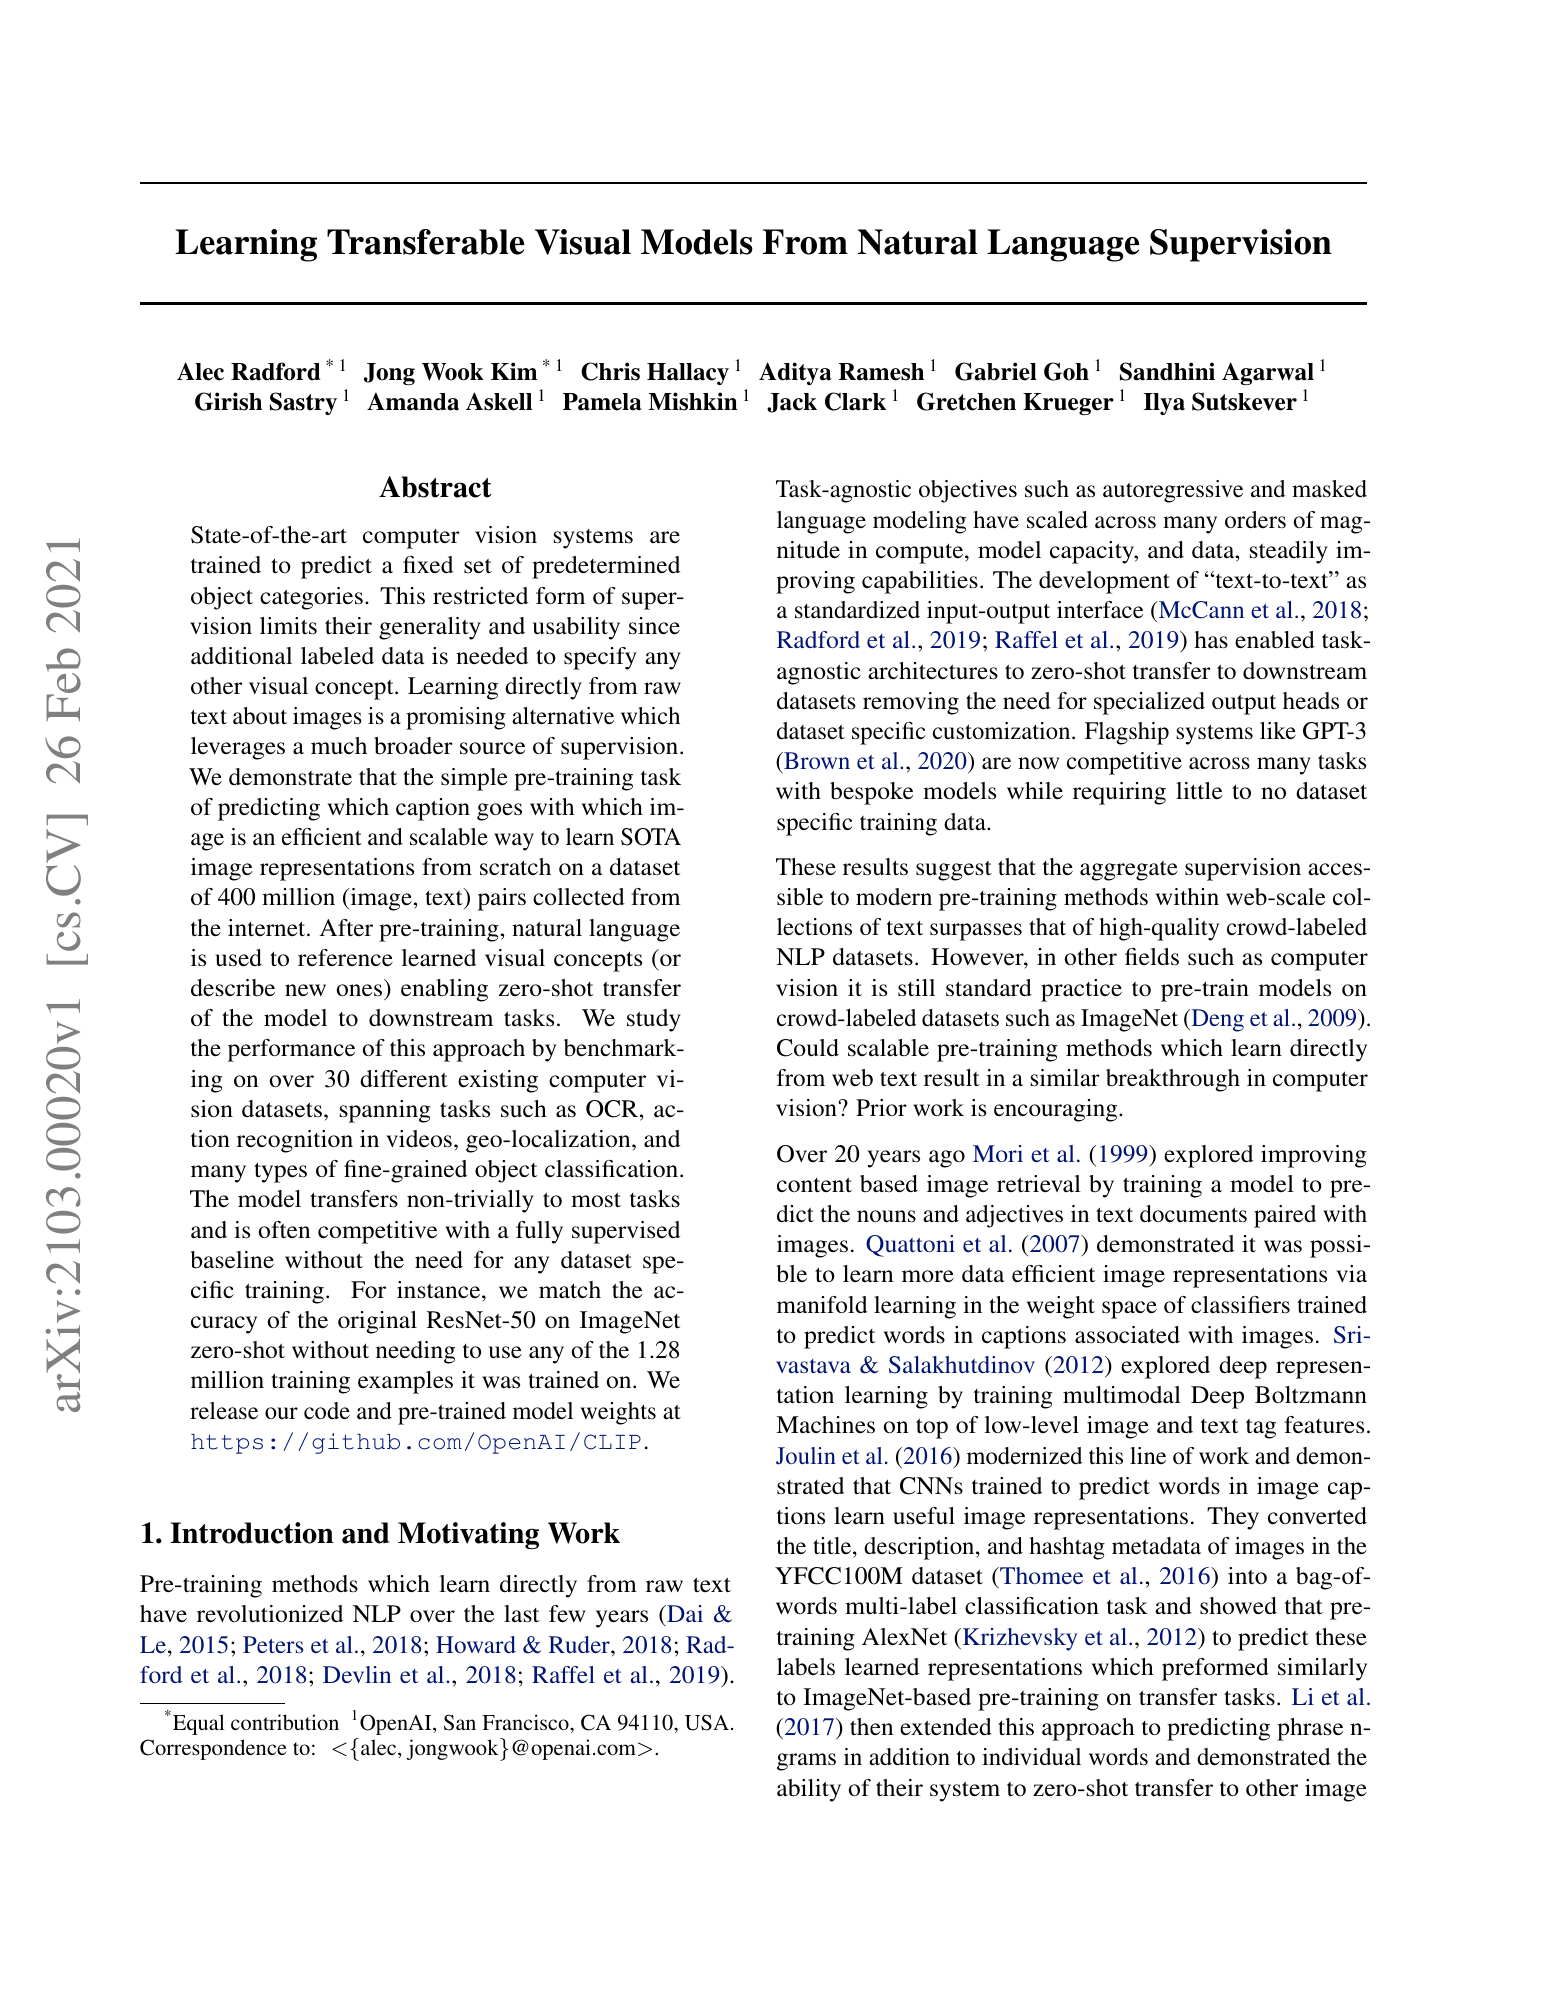 Learning Transferable Visual Models From Natural Language Supervision
Alec Radford * 1 Jong Wook Kim * 1 Chris Hallacy 1 Aditya Ramesh 1 Gabriel Goh 1 Sandhini Agarwal 1
Girish Sastry 1 Amanda Askell 1 Pamela Mishkin 1 Jack Clark 1 Gretchen Krueger 1 Ilya Sutskever 1
Abstract
State-of-the-art computer vision systems are
trained to predict a fixed set of predetermined
object categories. This restricted form of super-
vision limits their generality and usability since
additional labeled data is needed to specify any
other visual concept. Learning directly from raw
text about images is a promising alternative which
leverages a much broader source of supervision.
We demonstrate that the simple pre-training task
of predicting which caption goes with which im-
age is an efficient and scalable way to learn SOTA
image representations from scratch on a dataset
of 400 million (image, text) pairs collected from
the internet. After pre-training, natural language
is used to reference learned visual concepts (or
describe new ones) enabling zero-shot transfer
of the model to downstream tasks. We study
the performance of this approach by benchmark-
ing on over 30 different existing computer vi-
sion datasets, spanning tasks such as OCR, ac-
tion recognition in videos, geo-localization, and
many types of fine-grained object classification.
The model transfers non-trivially to most tasks
and is often competitive with a fully supervised
baseline without the need for any dataset spe-
cific training. For instance, we match the ac-
curacy of the original ResNet-50 on ImageNet
zero-shot without needing to use any of the 1.28
million training examples it was trained on. We
release our code and pre-trained model weights at
https://github.com/OpenAI/CLIP.
1. Introduction and Motivating Work
Pre-training methods which learn directly from raw text
have revolutionized NLP over the last few years (Dai &
Le, 2015; Peters et al., 2018; Howard & Ruder, 2018; Rad-
ford et al., 2018; Devlin et al., 2018; Raffel et al., 2019).
*Equal contribution 1OpenAI, San Francisco, CA 94110, USA.
Correspondence to: <{alec, jongwook}@openai.com>.
Task-agnostic objectives such as autoregressive and masked
language modeling have scaled across many orders of mag-
nitude in compute, model capacity, and data, steadily im-
proving capabilities. The development of “text-to-text” as
a standardized input-output interface (McCann et al., 2018;
Radford et al., 2019; Raffel et al., 2019) has enabled task-
agnostic architectures to zero-shot transfer to downstream
datasets removing the need for specialized output heads or
dataset specific customization. Flagship systems like GPT-3
(Brown et al., 2020) are now competitive across many tasks
with bespoke models while requiring little to no dataset
specific training data.
These results suggest that the aggregate supervision acces-
sible to modern pre-training methods within web-scale col-
lections of text surpasses that of high-quality crowd-labeled
NLP datasets. However, in other fields such as computer
vision it is still standard practice to pre-train models on
crowd-labeled datasets such as ImageNet (Deng et al., 2009).
Could scalable pre-training methods which learn directly
from web text result in a similar breakthrough in computer
vision? Prior work is encouraging.
Over 20 years ago Mori et al. (1999) explored improving
content based image retrieval by training a model to pre-
dict the nouns and adjectives in text documents paired with
images. Quattoni et al. (2007) demonstrated it was possi-
ble to learn more data efficient image representations via
manifold learning in the weight space of classifiers trained
to predict words in captions associated with images. Sri-
vastava & Salakhutdinov (2012) explored deep represen-
tation learning by training multimodal Deep Boltzmann
Machines on top of low-level image and text tag features.
Joulin et al. (2016) modernized this line of work and demon-
strated that CNNs trained to predict words in image cap-
tions learn useful image representations. They converted
the title, description, and hashtag metadata of images in the
YFCC100M dataset (Thomee et al., 2016) into a bag-of-
words multi-label classification task and showed that pre-
training AlexNet (Krizhevsky et al., 2012) to predict these
labels learned representations which preformed similarly
to ImageNet-based pre-training on transfer tasks. Li et al.
(2017) then extended this approach to predicting phrase n-
grams in addition to individual words and demonstrated the
ability of their system to zero-shot transfer to other image
arXiv:2103.00020v1 [cs.CV] 26 Feb 2021